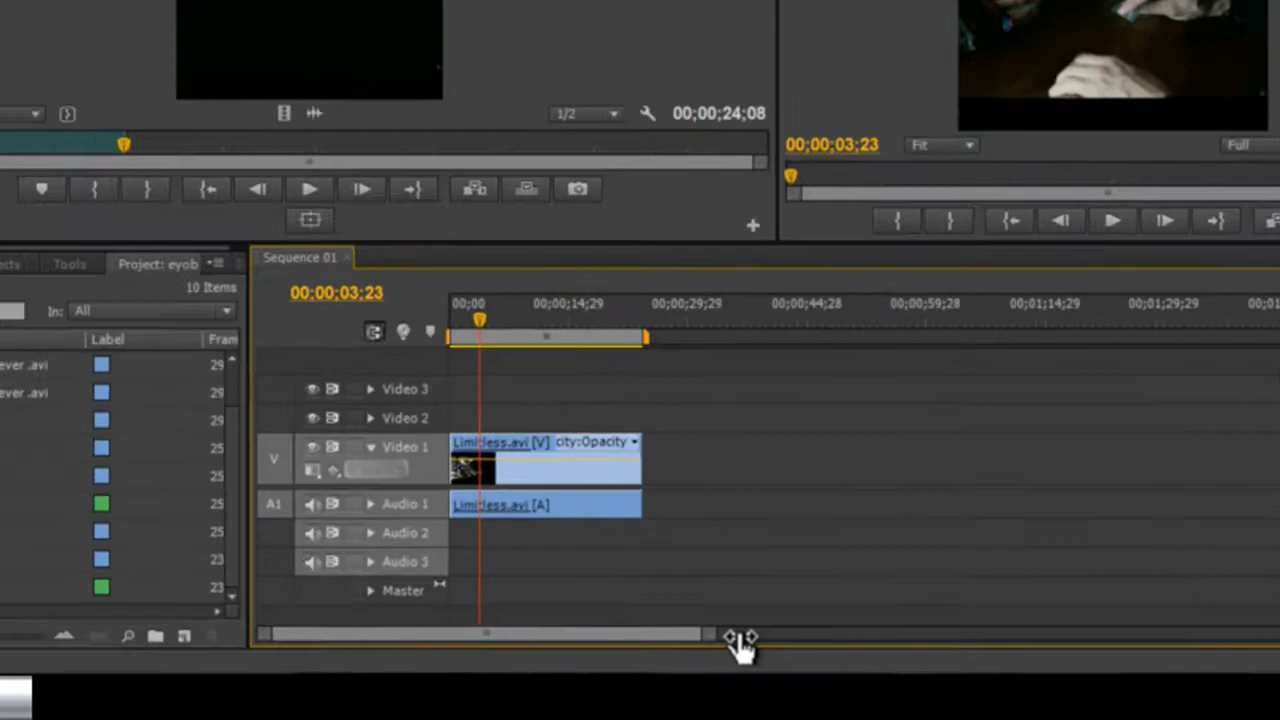 1/2
00;00;24;08
00;00;03;23
Fit
Full
Sequence 01
ects
Tools
Project: eyob
10 Items
In:
All
00:00:03;23
00;00
00;00;14;29
00;00;29;29
00;00;44;28
00;00;59;28
00;01;14;29
00;01;29;29
00;0
Label
Fram
ever .avi
29
ever .avi
29
29
25
25
25
25
23
23
Video 3
Video 2
V
Video 1
Limitless.avi [V]
city:Opacity
A1
Audio 1
Limitless.avi [A]
Audio 2
Audio 3
Master